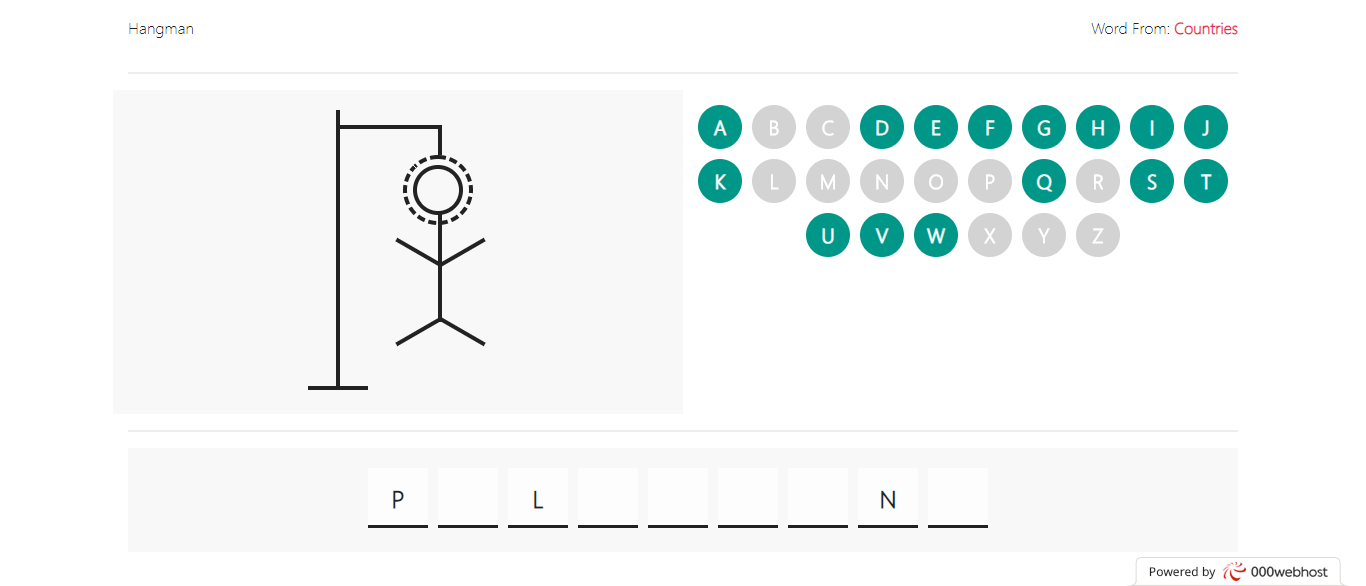 Hangman
Word From: Countries
A B C D E F G H I J
K L M N O P Q R S T
U V W X Y Z
P L N
Powered by 000webhost